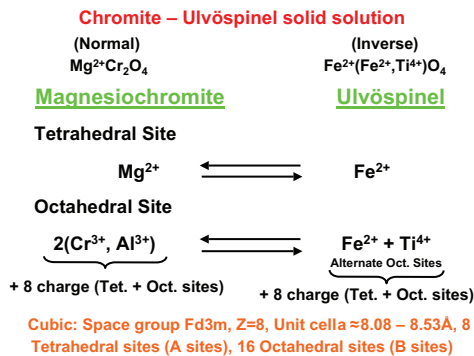 Chromite – Ulvöspinel solid solution
(Normal) (Inverse)
Mg²⁺Cr₂O₄ Fe²⁺(Fe²⁺,Ti⁴⁺)O₄
Magnesiochromite Ulvöspinel
Tetrahedral Site
Mg²⁺ Fe²⁺
Octahedral Site
2(Cr³⁺, Al³⁺) Fe²⁺ + Ti⁴⁺
Alternate Oct. Sites
+ 8 charge (Tet. + Oct. sites) + 8 charge (Tet. + Oct. sites)
Cubic: Space group Fd3m, Z=8, Unit cella ≈8.08 – 8.53Å, 8
Tetrahedral sites (A sites), 16 Octahedral sites (B sites)